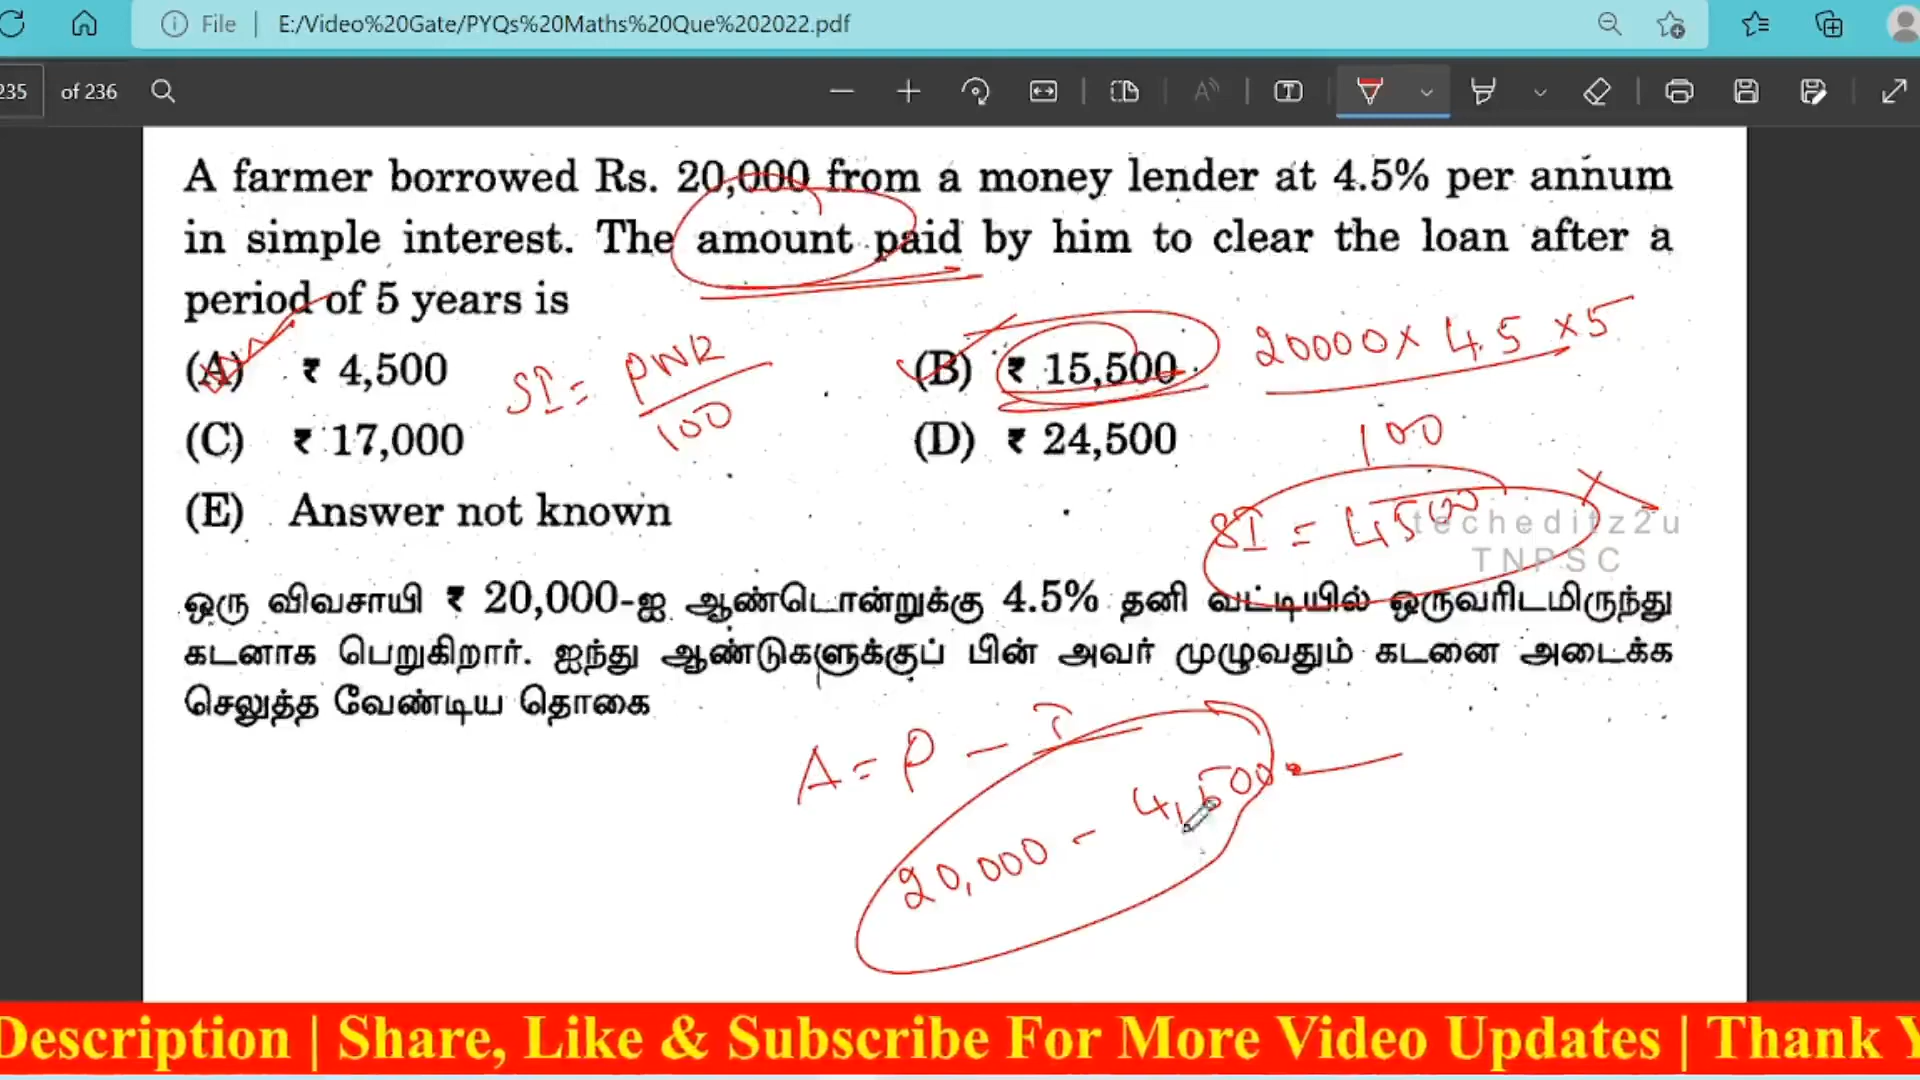 File | E:/Video%20Gate/PYQs%20Maths%20Que%202022.pdf
235 of 236
A farmer borrowed Rs. 20,000 from a money lender at 4.5% per annum
in simple interest. The amount paid by him to clear the loan after a
period of 5 years is
(A) ₹ 4,500
(B) ₹ 15,500
(C) ₹ 17,000
(D) ₹ 24,500
(E) Answer not known
SI = PNR
100
20000 × 4.5 × 5
100
SI = 4500
techeditz2u
TNPSC
ஒரு விவசாயி ₹ 20,000-ஐ ஆண்டொன்றுக்கு 4.5% தனி வட்டியில் ஒருவரிடமிருந்து
கடனாக பெறுகிறார். ஐந்து ஆண்டுகளுக்குப் பின் அவர் முழுவதும் கடனை அடைக்க
செலுத்த வேண்டிய தொகை
A = P - I
20,000 - 4,500
Description | Share, Like & Subscribe For More Video Updates | Thank Y